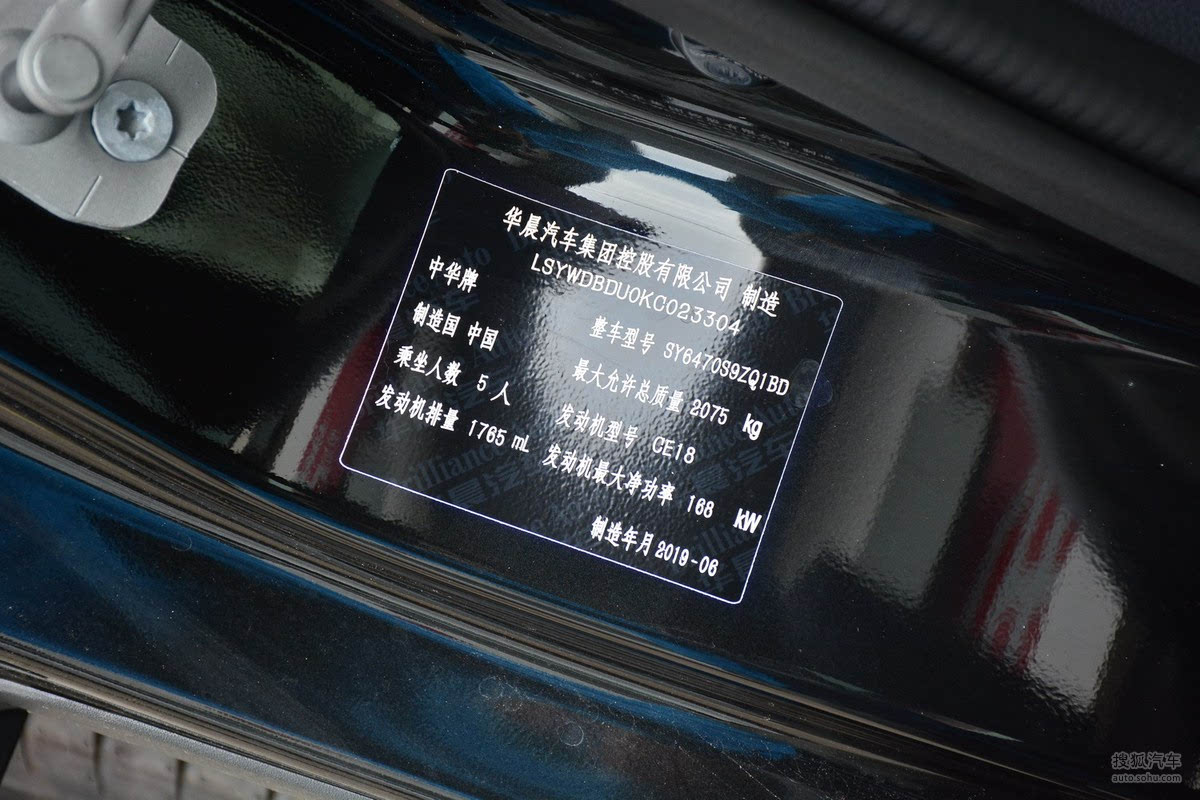 华晨汽车集团控股有限公司 制造
LSYWDBDU0KC023304
中华牌 整车型号 SY6470S9ZQ1BD
制造国 中国 最大允许总质量 2075 kg
乘坐人数 5 人 发动机型号 CE18
发动机排量 1765 mL 发动机最大净功率 168 kW
制造年月 2019-06
搜狐汽车
auto.sohu.com